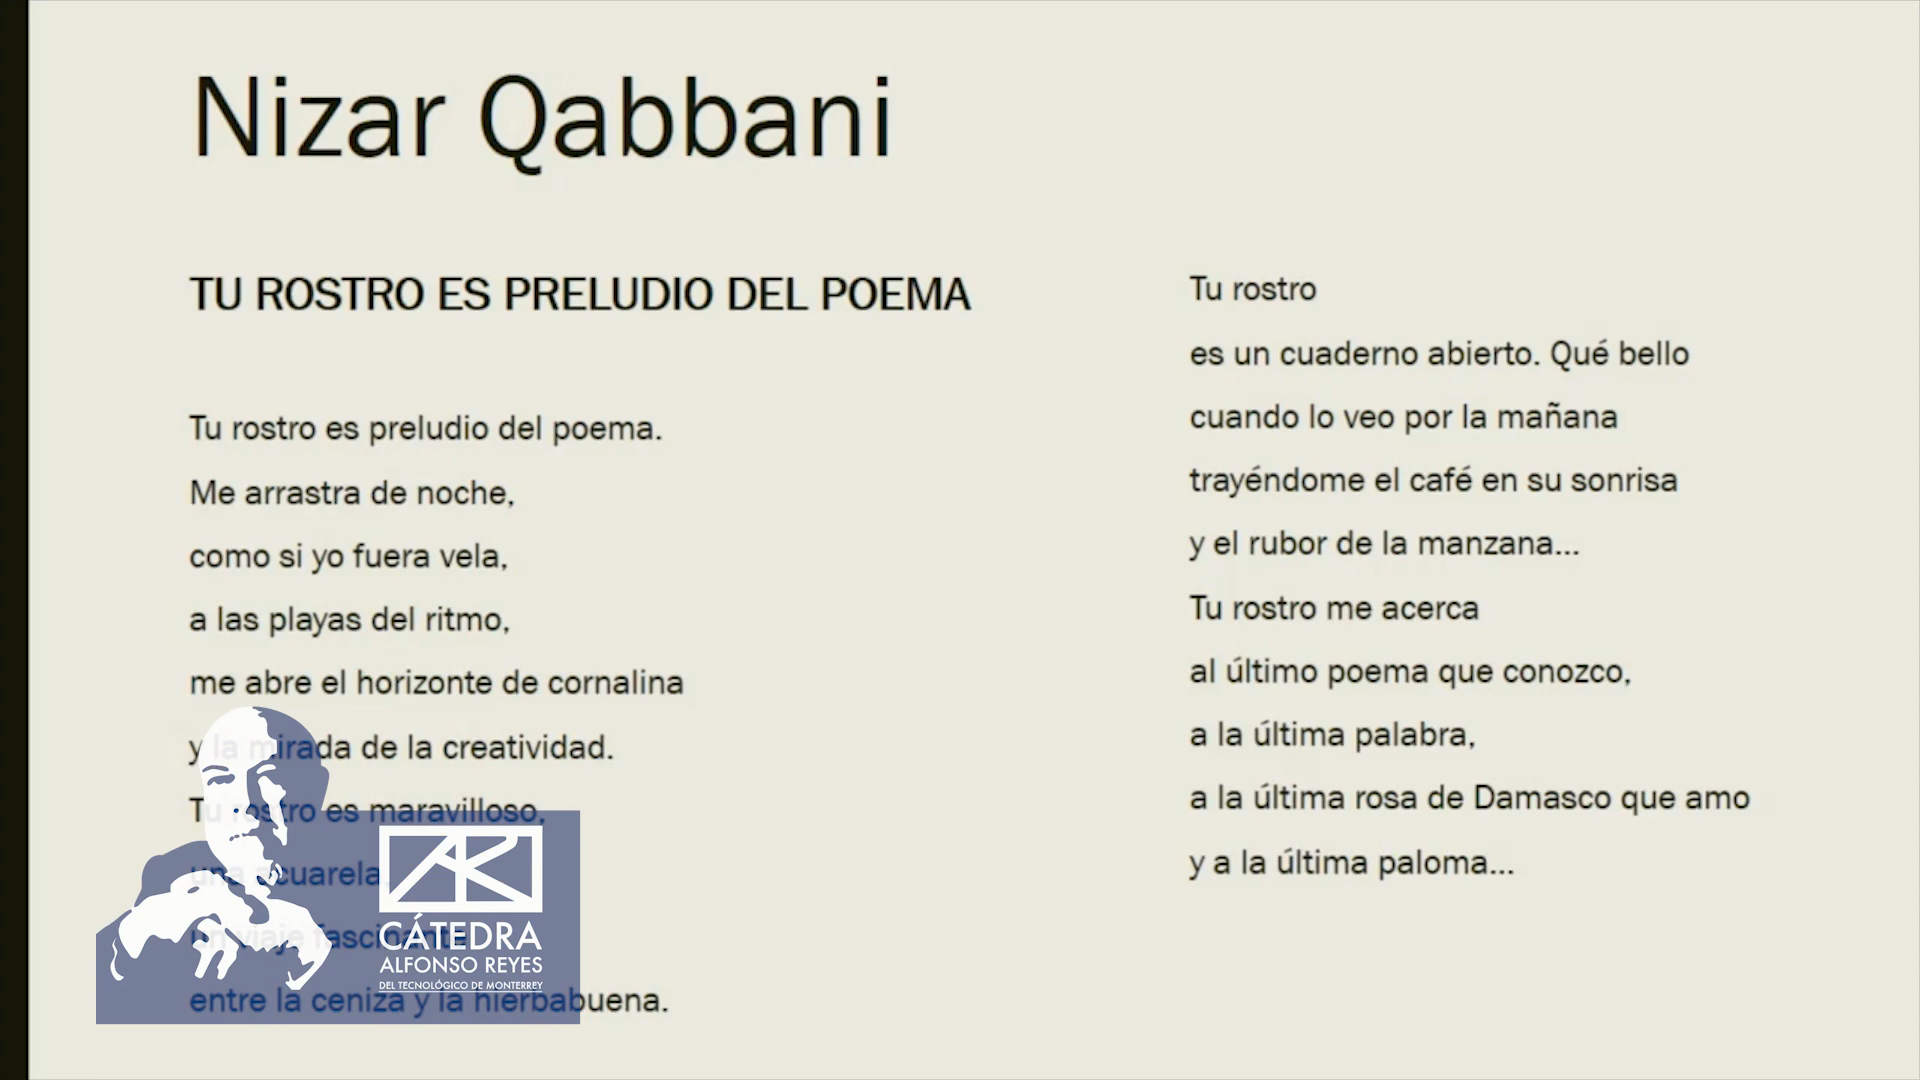 Nizar Qabbani
TU ROSTRO ES PRELUDIO DEL POEMA
Tu rostro es preludio del poema.
Me arrastra de noche,
como si yo fuera vela,
a las playas del ritmo,
me abre el horizonte de cornalina
y la mirada de la creatividad.
Tu rostro es maravilloso,
una acuarela,
un viaje fascinante
entre la ceniza y la hierbabuena.
Tu rostro
es un cuaderno abierto. Qué bello
cuando lo veo por la mañana
trayéndome el café en su sonrisa
y el rubor de la manzana...
Tu rostro me acerca
al último poema que conozco,
a la última palabra,
a la última rosa de Damasco que amo
y a la última paloma...
CÁTEDRA
ALFONSO REYES
DEL TECNOLÓGICO DE MONTERREY